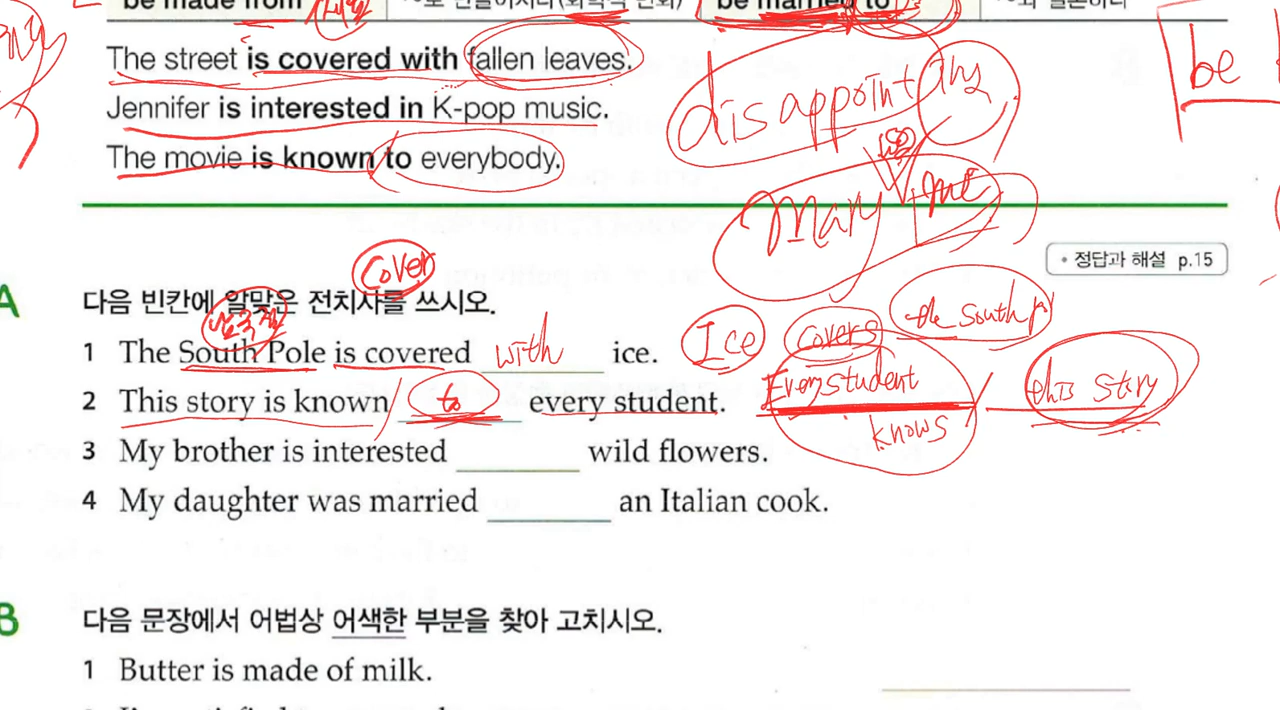 be made from
be married to
The street is covered with fallen leaves.
Jennifer is interested in K-pop music.
The movie is known to everybody.
disappointing
be
Mary me
• 정답과 해설 p.15
Cover
A 다음 빈칸에 알맞은 전치사를 쓰시오.
1 The South Pole is covered with ice.
Ice covers the South
2 This story is known to every student.
Every student knows this story
3 My brother is interested ______ wild flowers.
4 My daughter was married ______ an Italian cook.
B 다음 문장에서 어법상 어색한 부분을 찾아 고치시오.
1 Butter is made of milk.